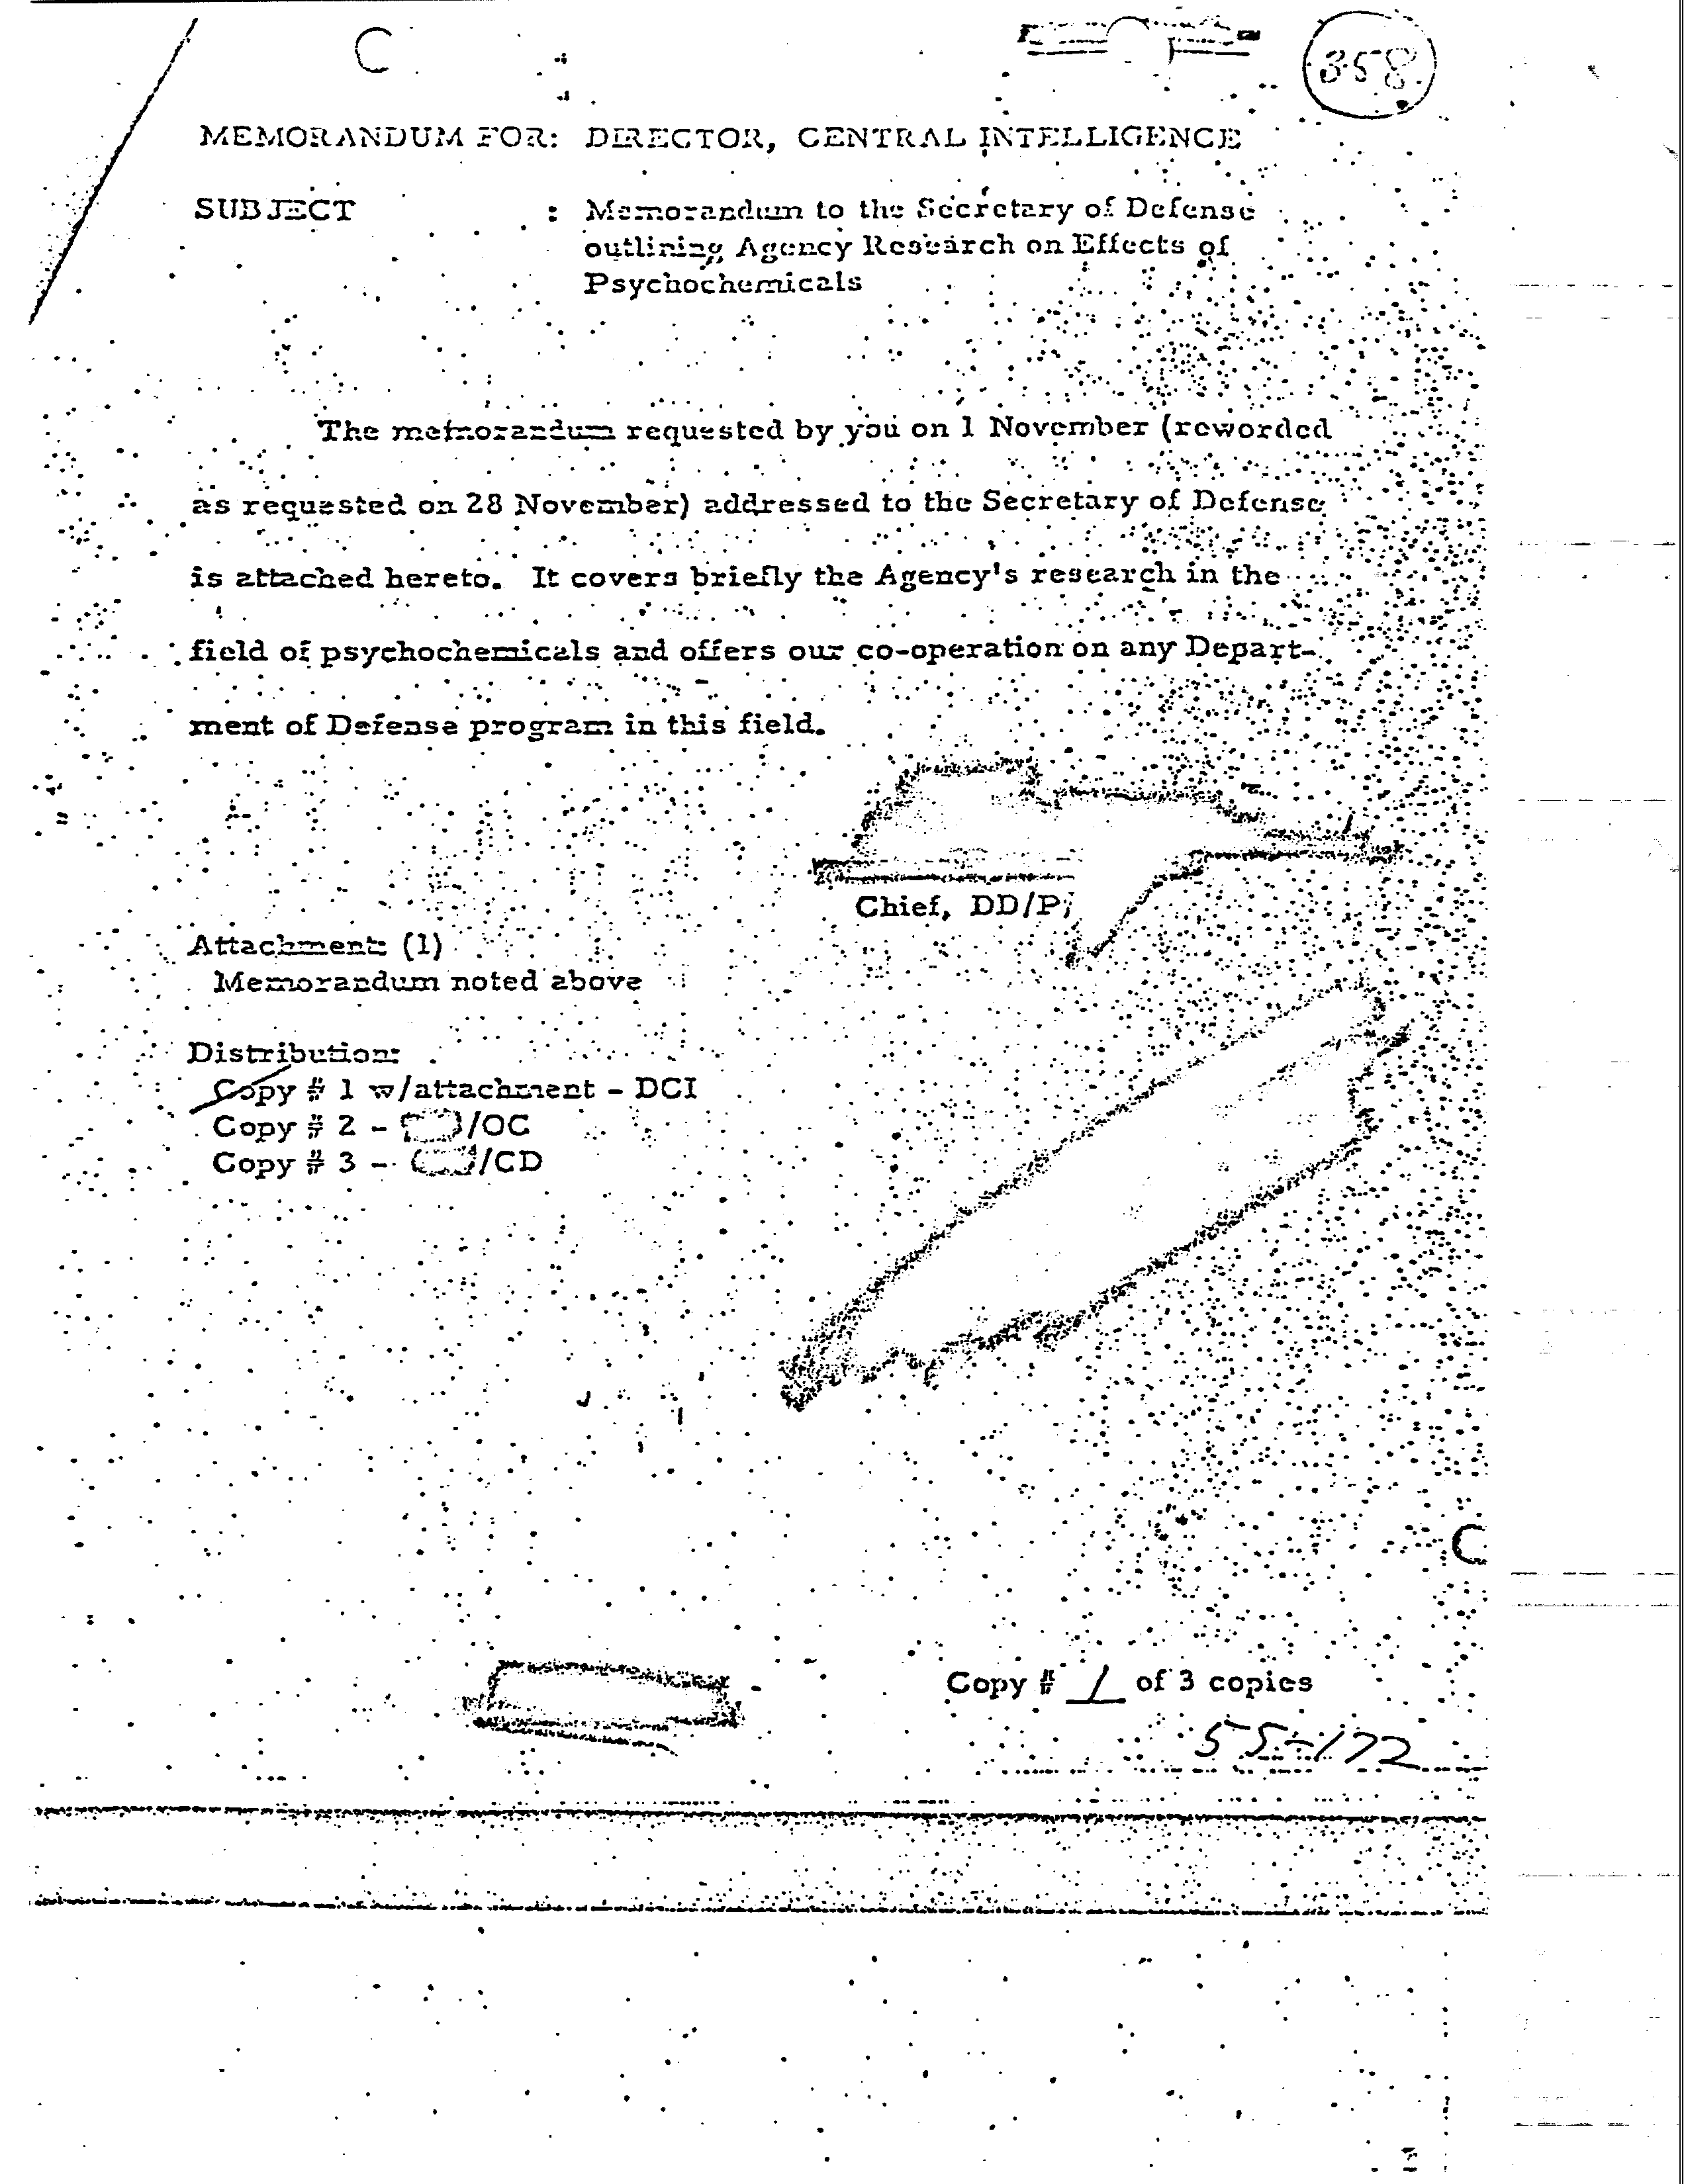 C
358
MEMORANDUM FOR: DIRECTOR, CENTRAL INTELLIGENCE
SUBJECT : Memorandum to the Secretary of Defense
outlining Agency Research on Effects of
Psychochemicals
The memorandum requested by you on 1 November (reworded
as requested on 28 November) addressed to the Secretary of Defense
is attached hereto. It covers briefly the Agency's research in the
field of psychochemicals and offers our co-operation on any Depart-
ment of Defense program in this field.
Chief, DD/P/
Attachment: (1)
Memorandum noted above
Distribution:
Copy # 1 w/attachment - DCI
Copy # 2 - /OC
Copy # 3 - /CD
C
Copy # 1 of 3 copies
55-172